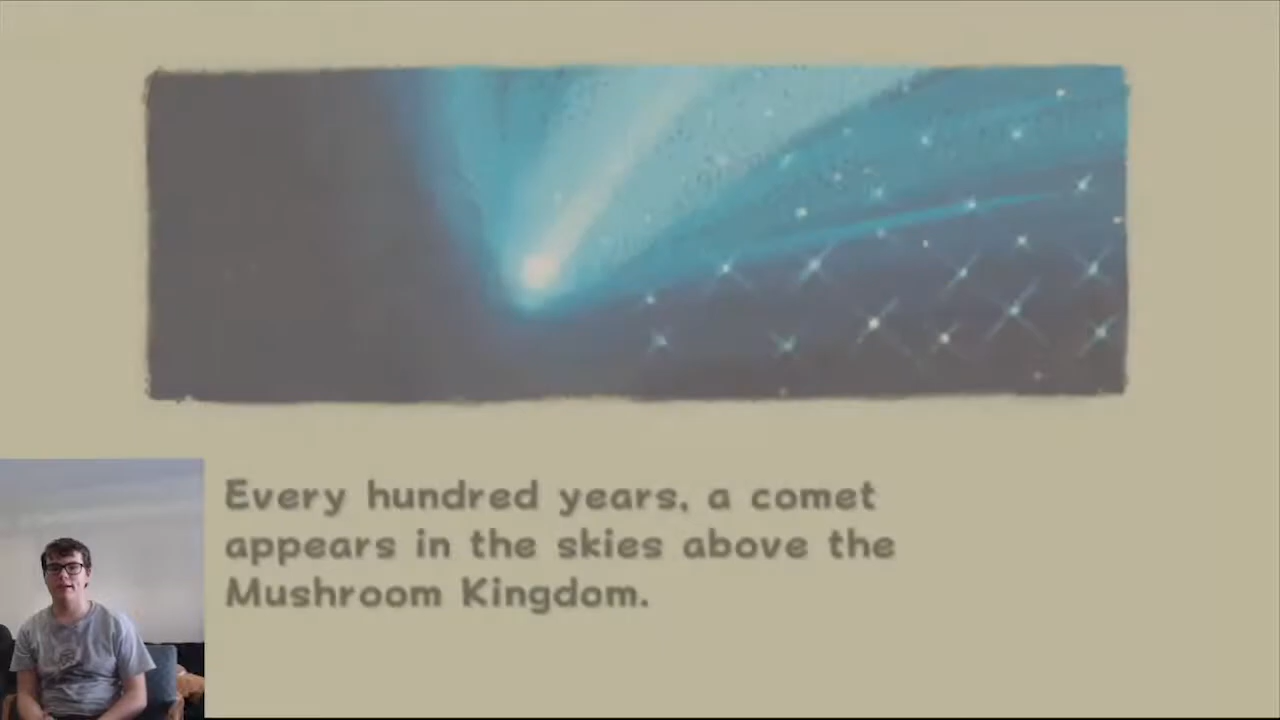 Every hundred years, a comet
appears in the skies above the
Mushroom Kingdom.